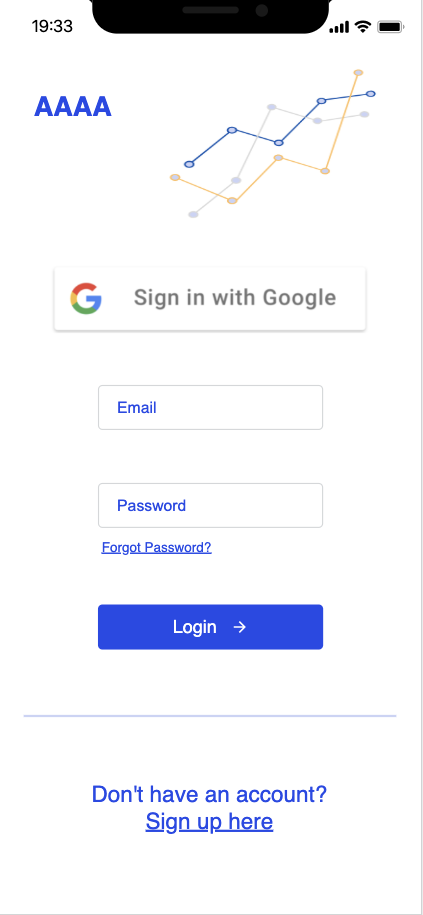 19:33
AAAA
Sign in with Google
Email
Password
Forgot Password?
Login
Don't have an account?
Sign up here